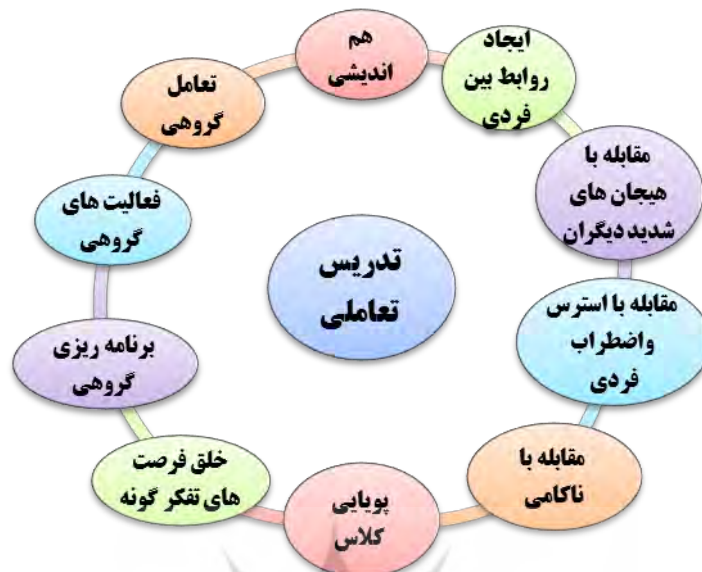 هم
اندیشی
ایجاد
روابط بین
فردی
مقابله با
هیجان های
شدید دیگران
مقابله با استرس
واضطراب
فردی
مقابله با
ناکامی
پویایی
کلاس
خلق فرصت
های تفکر گونه
برنامه ریزی
گروهی
فعالیت های
گروهی
تعامل
گروهی
تدریس
تعاملی